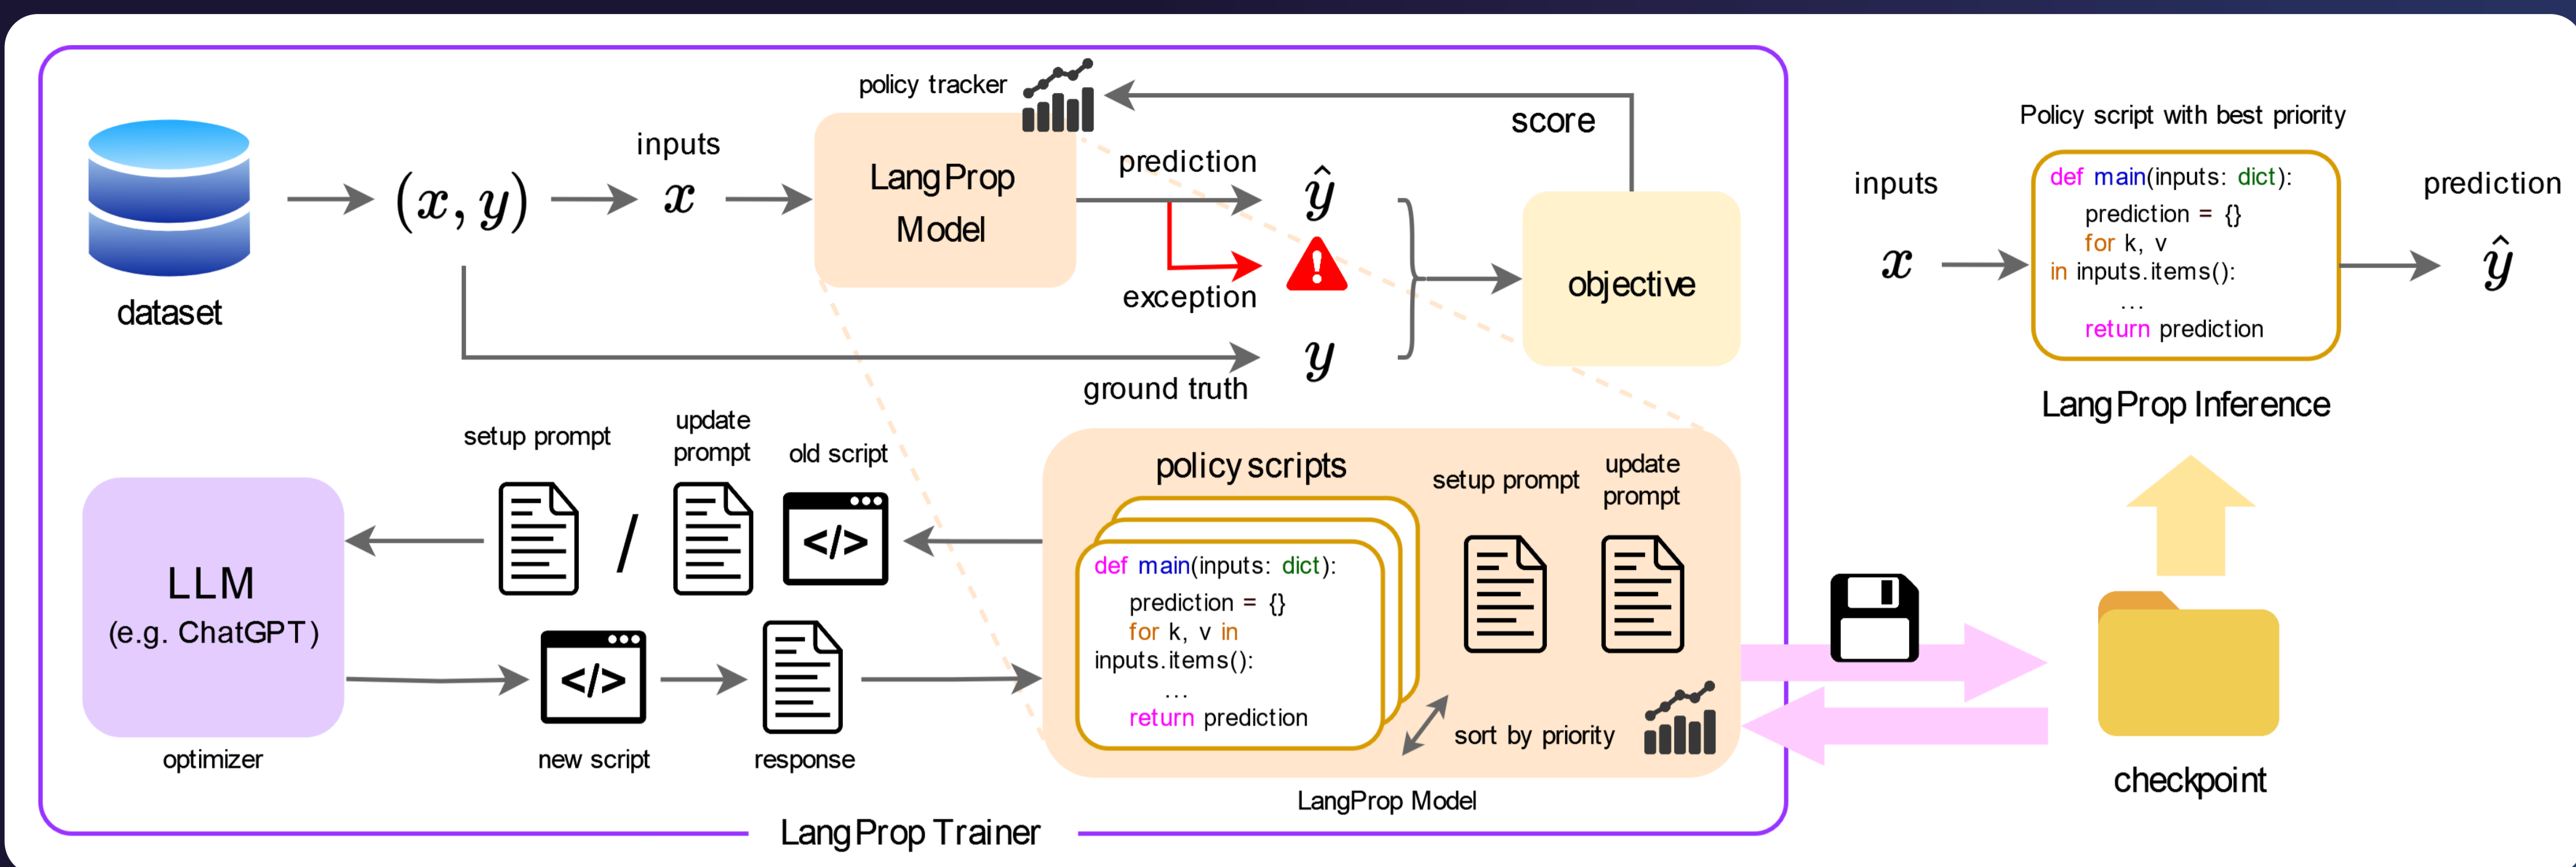 policy tracker
score
inputs
prediction
(x, y)
x
LangProp
Model
ŷ
exception
objective
dataset
y
ground truth
setup prompt
update
prompt
old script
/
</>
LLM
(e.g. ChatGPT)
optimizer
</>
new script
response
policy scripts
def main(inputs: dict):
prediction = {}
for k, v in
inputs.items():
...
return prediction
setup prompt
update
prompt
sort by priority
LangProp Model
LangProp Trainer
Policy script with best priority
inputs
x
def main(inputs: dict):
prediction = {}
for k, v
in inputs.items():
...
return prediction
prediction
ŷ
LangProp Inference
checkpoint